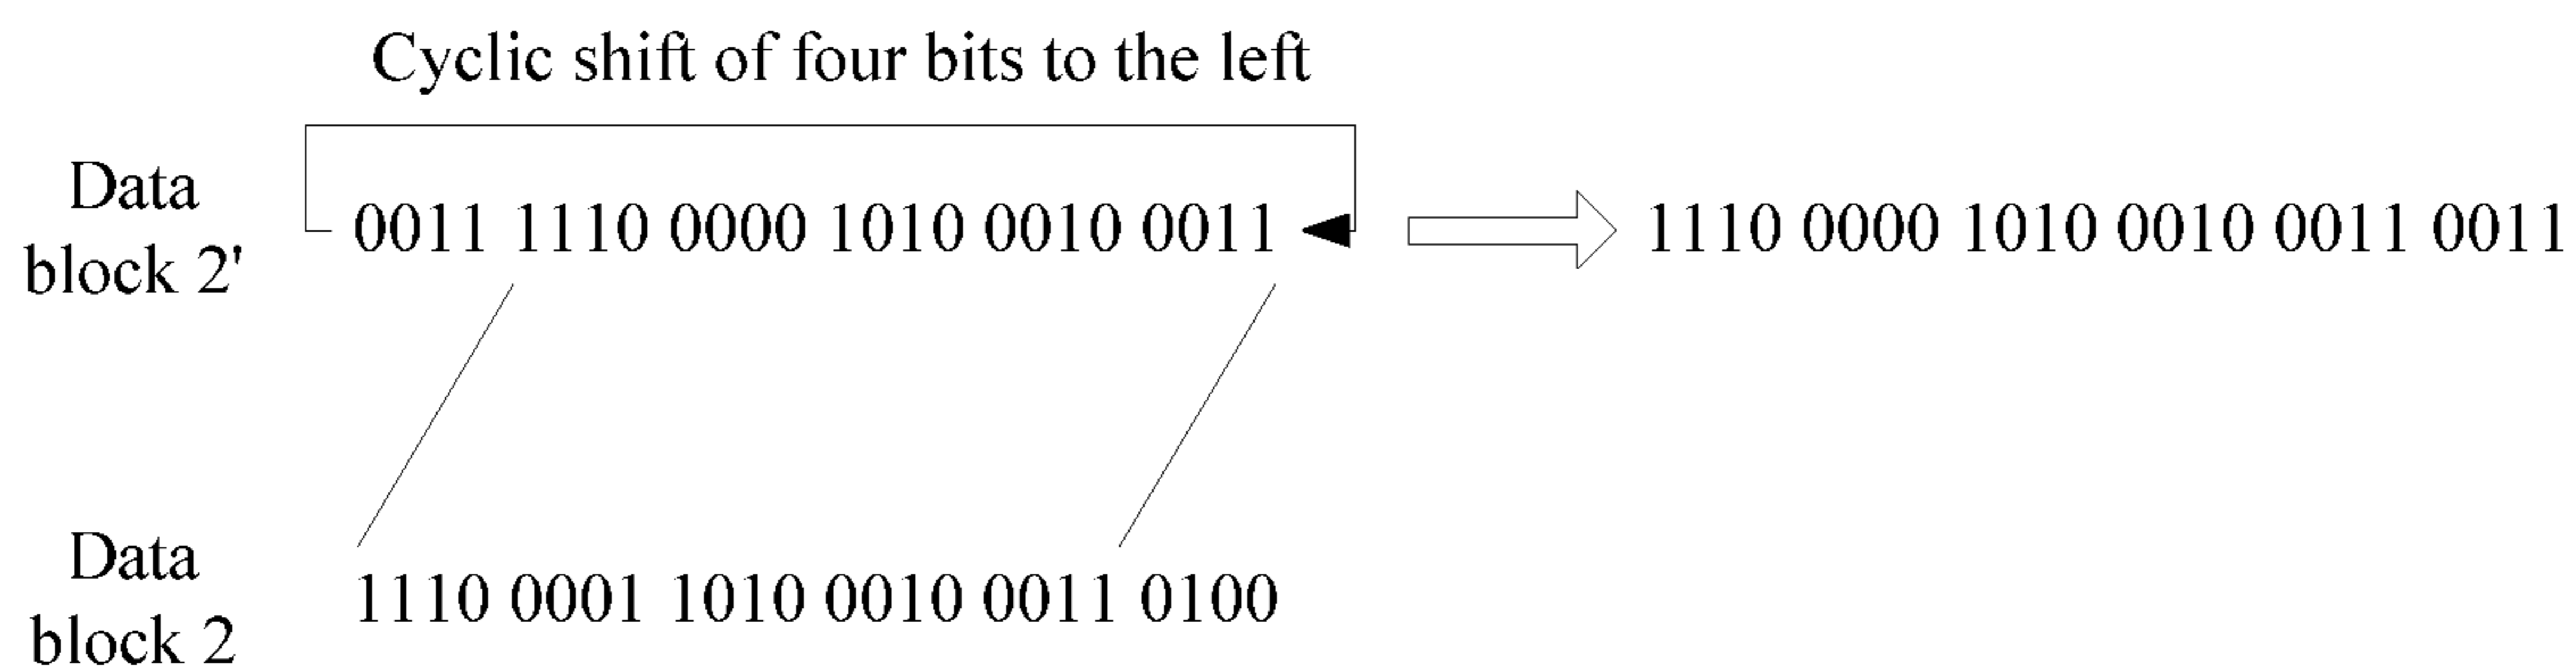 Cyclic shift of four bits to the left
Data
block 2'
0011 1110 0000 1010 0010 0011
1110 0000 1010 0010 0011 0011
Data
block 2
1110 0001 1010 0010 0011 0100